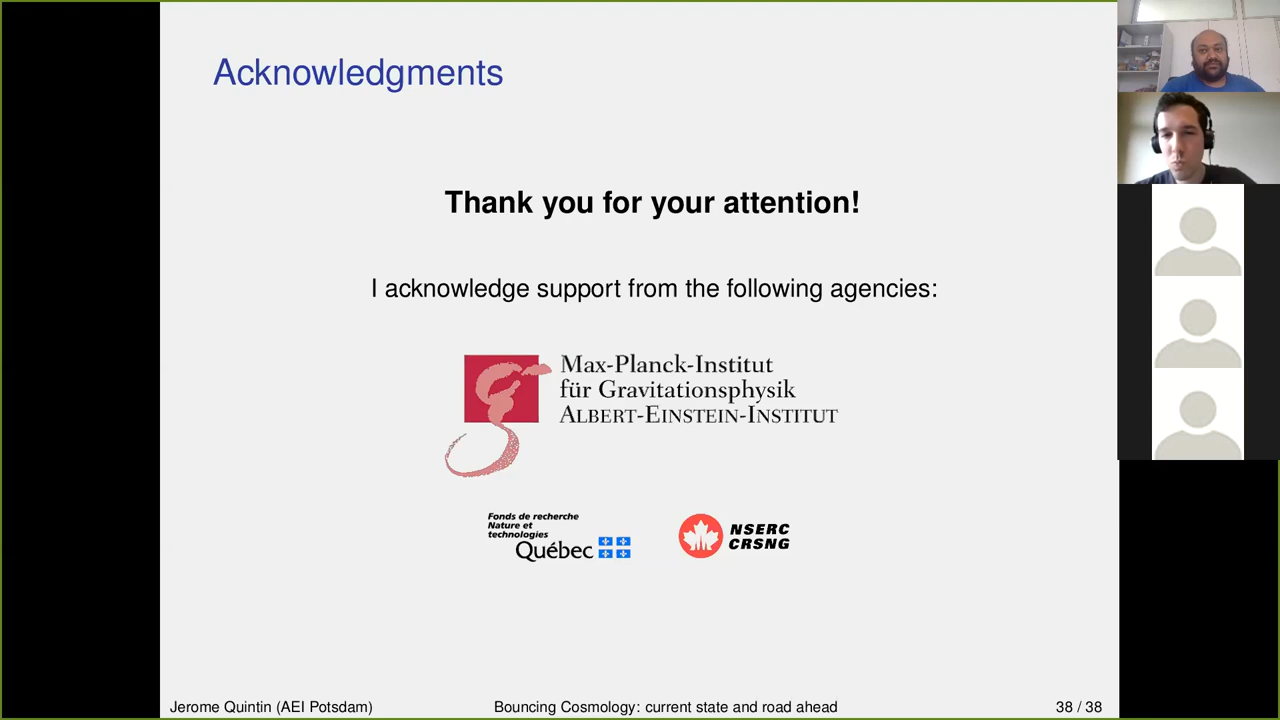 Acknowledgments
Thank you for your attention!
I acknowledge support from the following agencies:
Max-Planck-Institut
für Gravitationsphysik
ALBERT-EINSTEIN-INSTITUT
Fonds de recherche
Nature et
technologies
Québec
NSERC
CRSNG
Jerome Quintin (AEI Potsdam)
Bouncing Cosmology: current state and road ahead
38 / 38